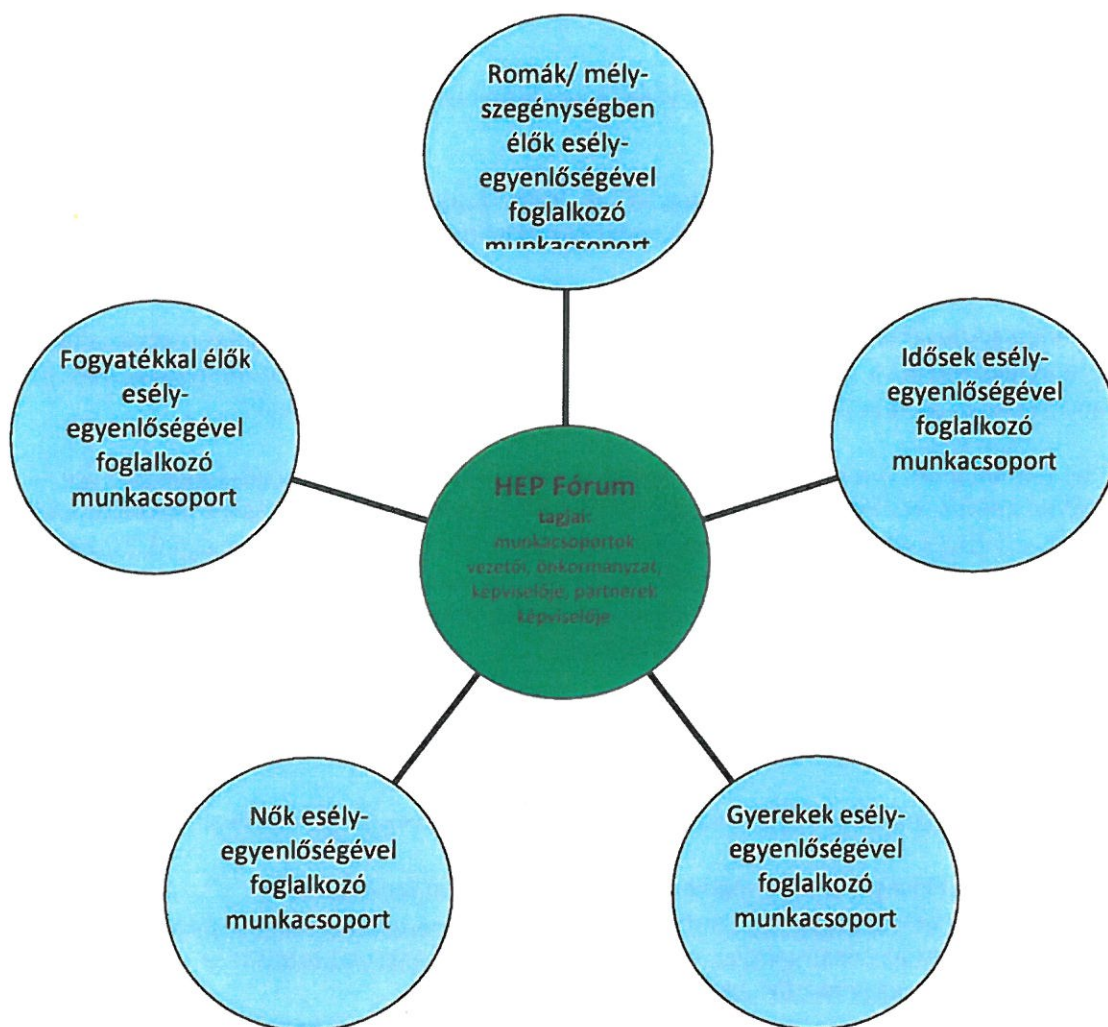 Romák/ mély-
szegénységben
élők esély-
egyenlőségével
foglalkozó
munkacsoport
Fogyatékkal élők
esély-
egyenlőségével
foglalkozó
munkacsoport
Idősek esély-
egyenlőségével
foglalkozó
munkacsoport
HEP Fórum
tagjai:
munkacsoportok
vezetői, önkormányzat,
képviselője, partnerek
képviselője
Nők esély-
egyenlőségével
foglalkozó
munkacsoport
Gyerekek esély-
egyenlőségével
foglalkozó
munkacsoport